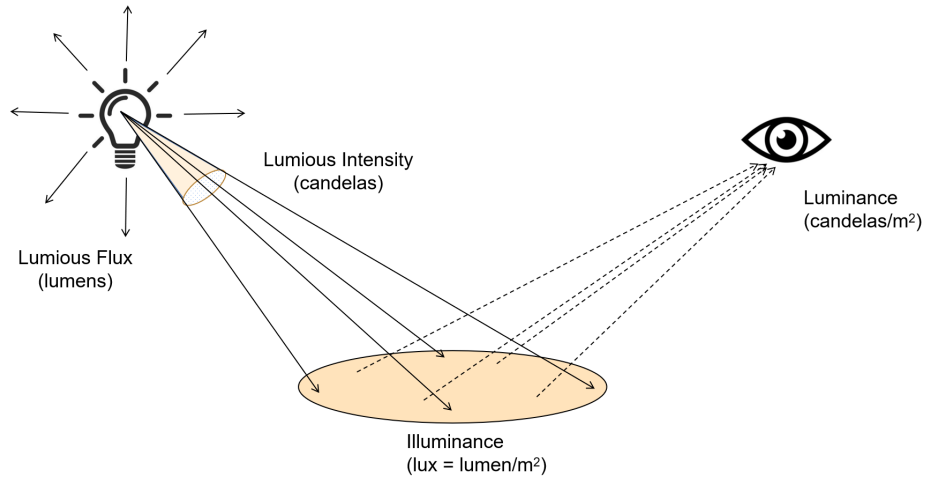 Lumious Intensity
(candelas)
Luminance
(candelas/m²)
Lumious Flux
(lumens)
Illuminance
(lux = lumen/m²)